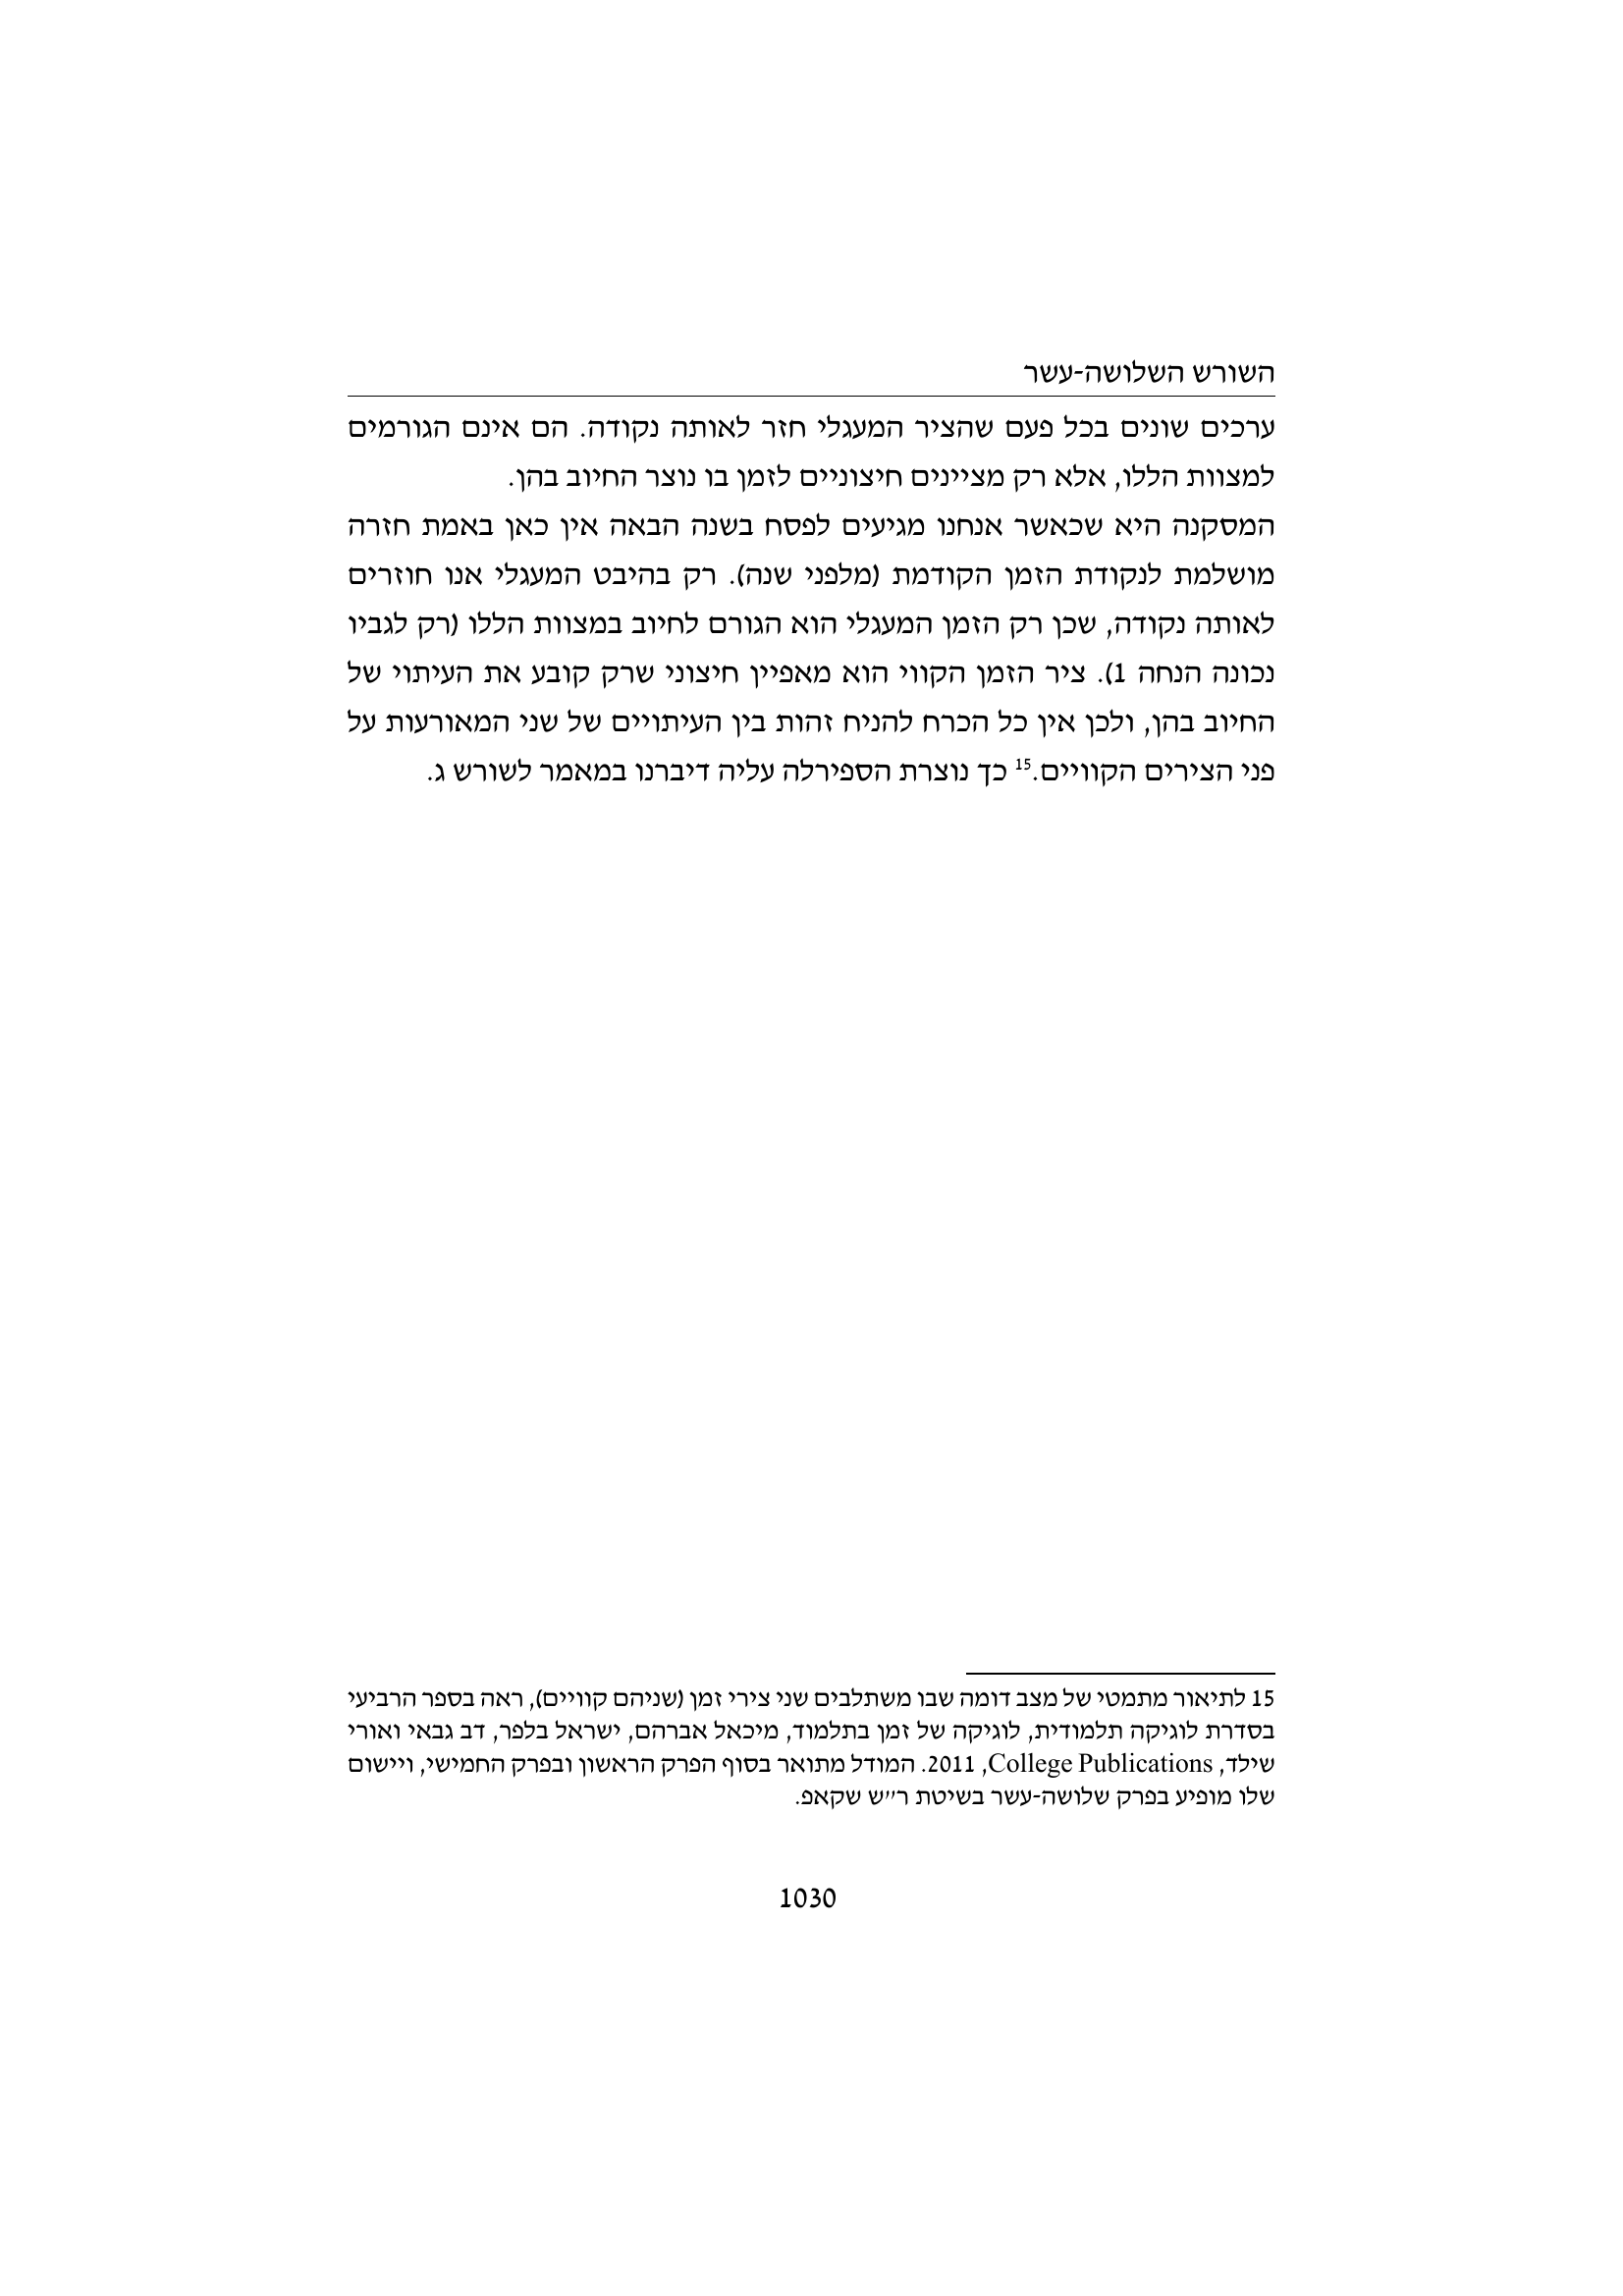 השורש השלושה-עשר
ערכים שונים בכל פעם שהציר המעגלי חזר לאותה נקודה. הם אינם הגורמים
למצוות הללו, אלא רק מציינים חיצוניים לזמן בו נוצר החיוב בהן.
המסקנה היא שכאשר אנחנו מגיעים לפסח בשנה הבאה אין כאן באמת חזרה
מושלמת לנקודת הזמן הקודמת (מלפני שנה). רק בהיבט המעגלי אנו חוזרים
לאותה נקודה, שכן רק הזמן המעגלי הוא הגורם לחיוב במצוות הללו (רק לגביו
נכונה הנחה 1). ציר הזמן הקווי הוא מאפיין חיצוני שרק קובע את העיתוי של
החיוב בהן, ולכן אין כל הכרח להניח זהות בין העיתויים של שני המאורעות על
פני הצירים הקוויים.15 כך נוצרת הספירלה עליה דיברנו במאמר לשורש ג.
15 לתיאור מתמטי של מצב דומה שבו משתלבים שני צירי זמן (שניהם קוויים), ראה בספר הרביעי
בסדרת לוגיקה תלמודית, לוגיקה של זמן בתלמוד, מיכאל אברהם, ישראל בלפר, דב גבאי ואורי
שילד, College Publications, 2011. המודל מתואר בסוף הפרק הראשון ובפרק החמישי, ויישום
שלו מופיע בפרק שלושה-עשר בשיטת ר״ש שקאפ.
1030